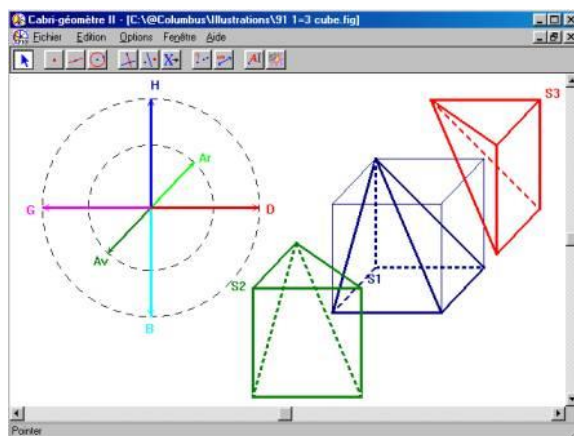 Cabri-géomètre II - [C:\@Columbus\Illustrations\91 1=3 cube.fig]
Fichier Edition Options Fenêtre Aide
H
S3
Ar
G
D
Av
S1
S2
B
Pointer